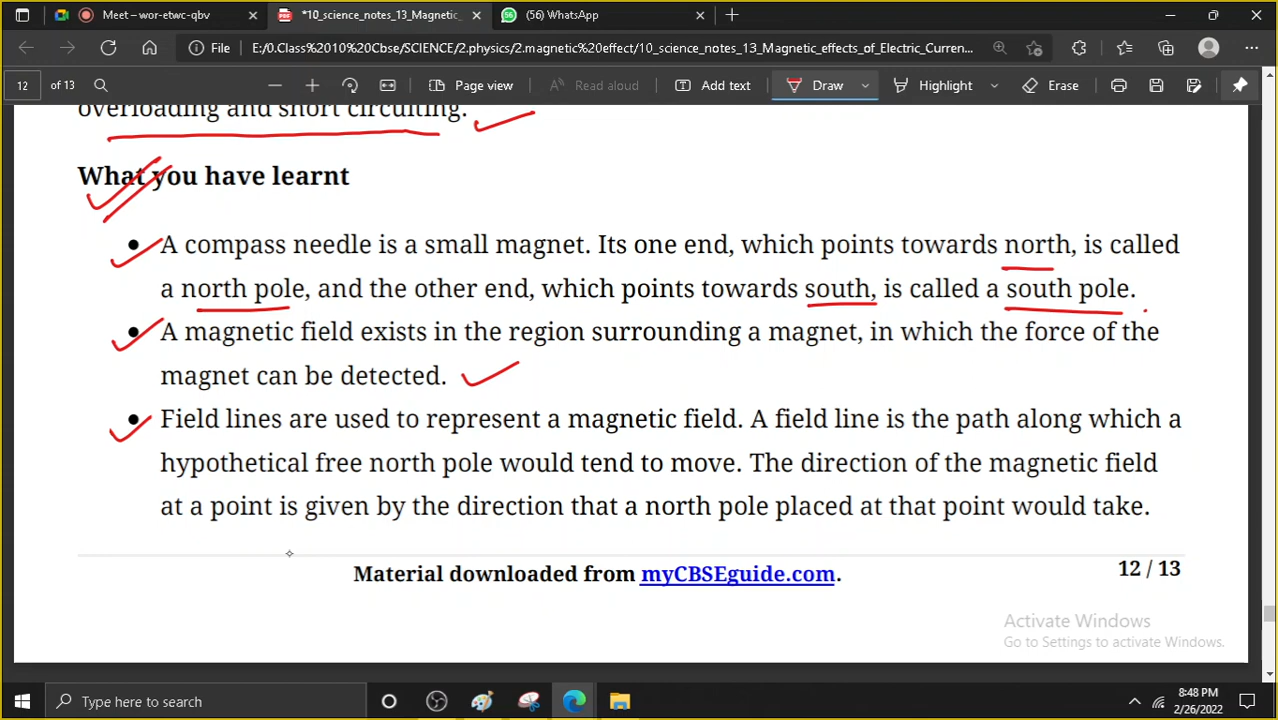 Meet – wor-etwc-qbv
*10_science_notes_13_Magnetic_
(56) WhatsApp
File
E:/0.Class%2010%20Cbse/SCIENCE/2.physics/2.magnetic%20effect/10_science_notes_13_Magnetic_effects_of_Electric_Curren...
12 of 13
Page view
Read aloud
Add text
Draw
Highlight
Erase
overloading and short circuiting.
What you have learnt
• A compass needle is a small magnet. Its one end, which points towards north, is called
a north pole, and the other end, which points towards south, is called a south pole.
• A magnetic field exists in the region surrounding a magnet, in which the force of the
magnet can be detected.
• Field lines are used to represent a magnetic field. A field line is the path along which a
hypothetical free north pole would tend to move. The direction of the magnetic field
at a point is given by the direction that a north pole placed at that point would take.
Material downloaded from myCBSEguide.com.
12 / 13
Activate Windows
Go to Settings to activate Windows.
Type here to search
8:48 PM
2/26/2022